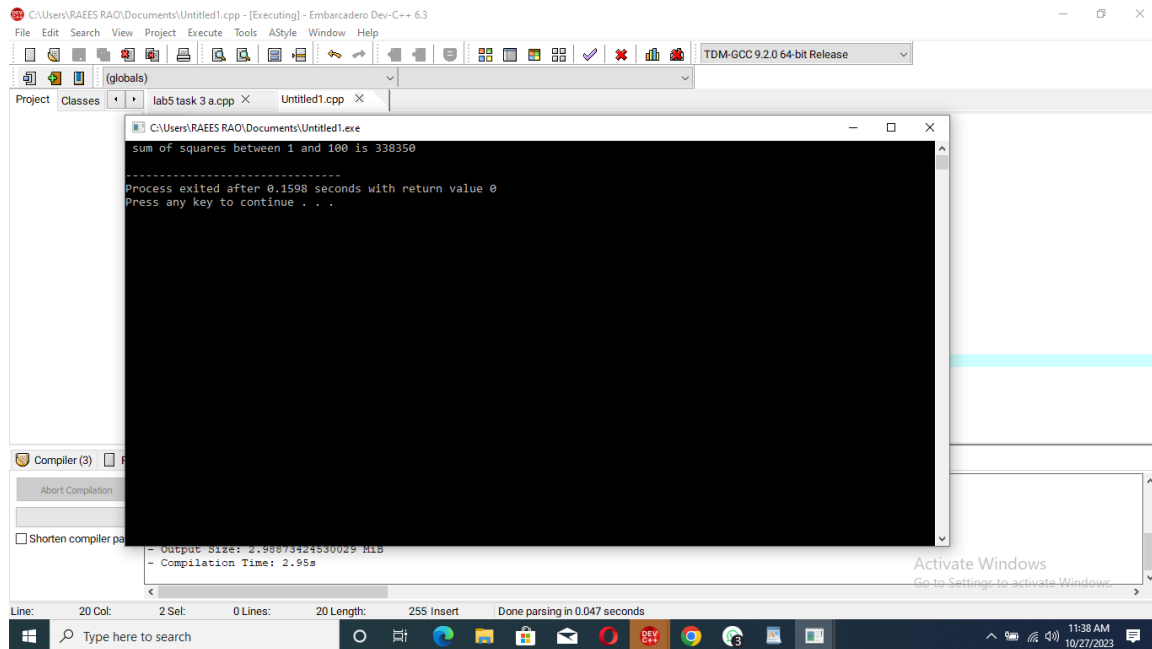 C:\Users\RAEES RAO\Documents\Untitled1.cpp - [Executing] - Embarcadero Dev-C++ 6.3
File Edit Search View Project Execute Tools AStyle Window Help
TDM-GCC 9.2.0 64-bit Release
(globals)
Project Classes lab5 task 3 a.cpp Untitled1.cpp
C:\Users\RAEES RAO\Documents\Untitled1.exe
sum of squares between 1 and 100 is 338350
--------------------------------
Process exited after 0.1598 seconds with return value 0
Press any key to continue . . .
Compiler (3)
Abort Compilation
Shorten compiler pa
- Output Size: 2.98873424530029 MiB
- Compilation Time: 2.95s
Activate Windows
Go to Settings to activate Windows.
Line: 20 Col: 2 Sel: 0 Lines: 20 Length: 255 Insert Done parsing in 0.047 seconds
Type here to search
DEV C++
3
11:38 AM
10/27/2023